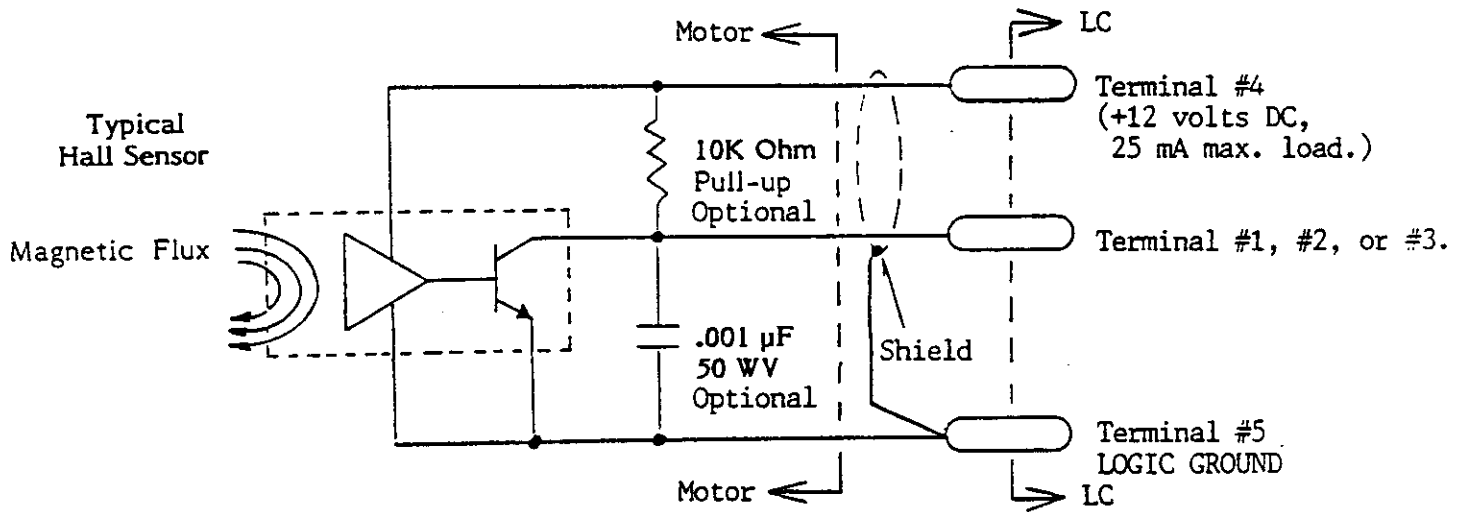 Motor
LC
Terminal #4
(+12 volts DC,
25 mA max. load.)
Typical
Hall Sensor
10K Ohm
Pull-up
Optional
Magnetic Flux
Terminal #1, #2, or #3.
.001 µF
50 WV
Optional
Shield
Terminal #5
LOGIC GROUND
Motor
LC